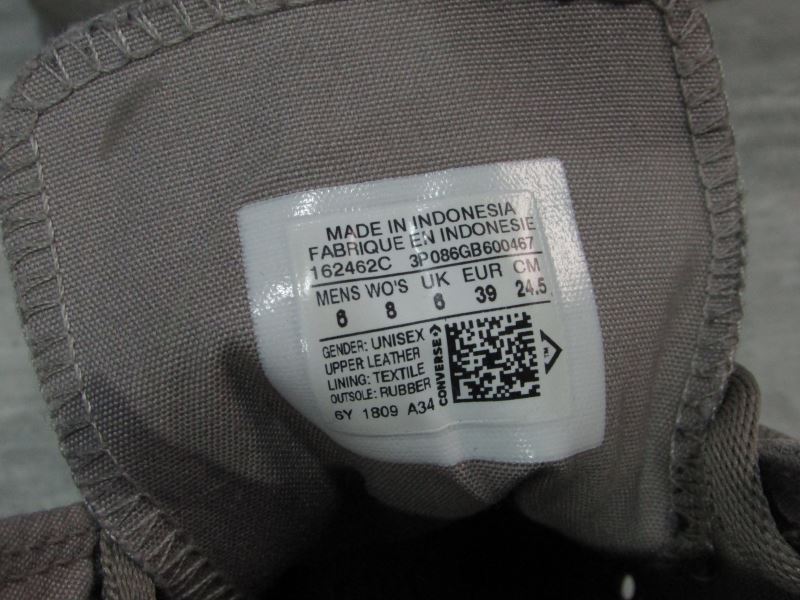 MADE IN INDONESIA
FABRIQUE EN INDONESIE
162462C 3P086GB600467
MENS WO'S UK EUR CM
6 8 6 39 24.5
GENDER: UNISEX
UPPER: LEATHER
LINING: TEXTILE
OUTSOLE: RUBBER
6Y 1809 A34
CONVERSE
TM